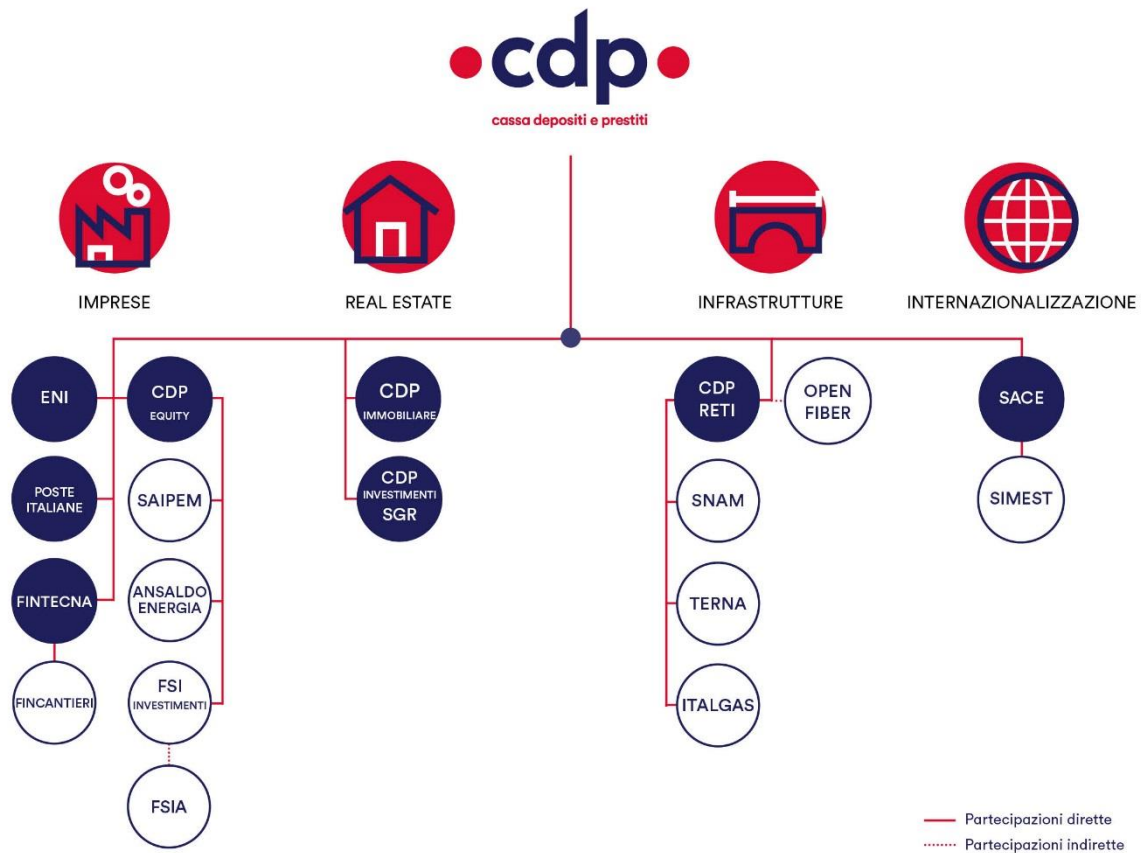 cdp
cassa depositi e prestiti
IMPRESE
REAL ESTATE
INFRASTRUTTURE
INTERNAZIONALIZZAZIONE
ENI
CDP
EQUITY
POSTE
ITALIANE
SAIPEM
FINTECNA
ANSALDO
ENERGIA
FINCANTIERI
FSI
INVESTIMENTI
FSIA
CDP
IMMOBILIARE
CDP
INVESTIMENTI
SGR
CDP
RETI
OPEN
FIBER
SNAM
TERNA
ITALGAS
SACE
SIMEST
Partecipazioni dirette
Partecipazioni indirette